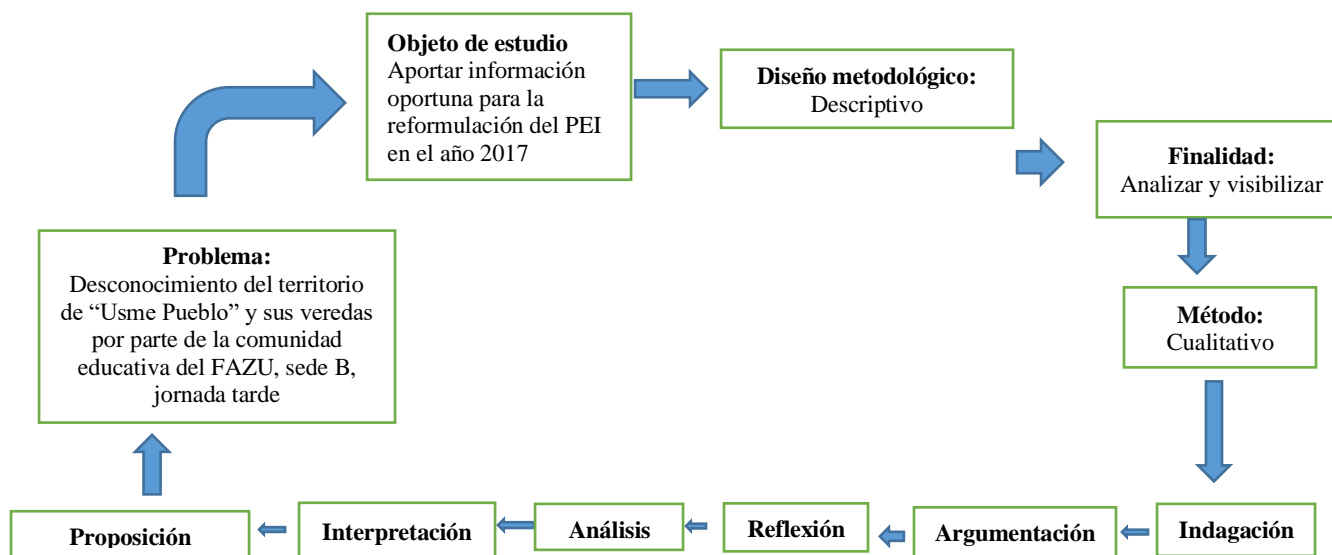 Objeto de estudio
Aportar información
oportuna para la
reformulación del PEI
en el año 2017
Diseño metodológico:
Descriptivo
Finalidad:
Analizar y visibilizar
Método:
Cualitativo
Problema:
Desconocimiento del territorio
de “Usme Pueblo” y sus veredas
por parte de la comunidad
educativa del FAZU, sede B,
jornada tarde
Proposición
Interpretación
Análisis
Reflexión
Argumentación
Indagación